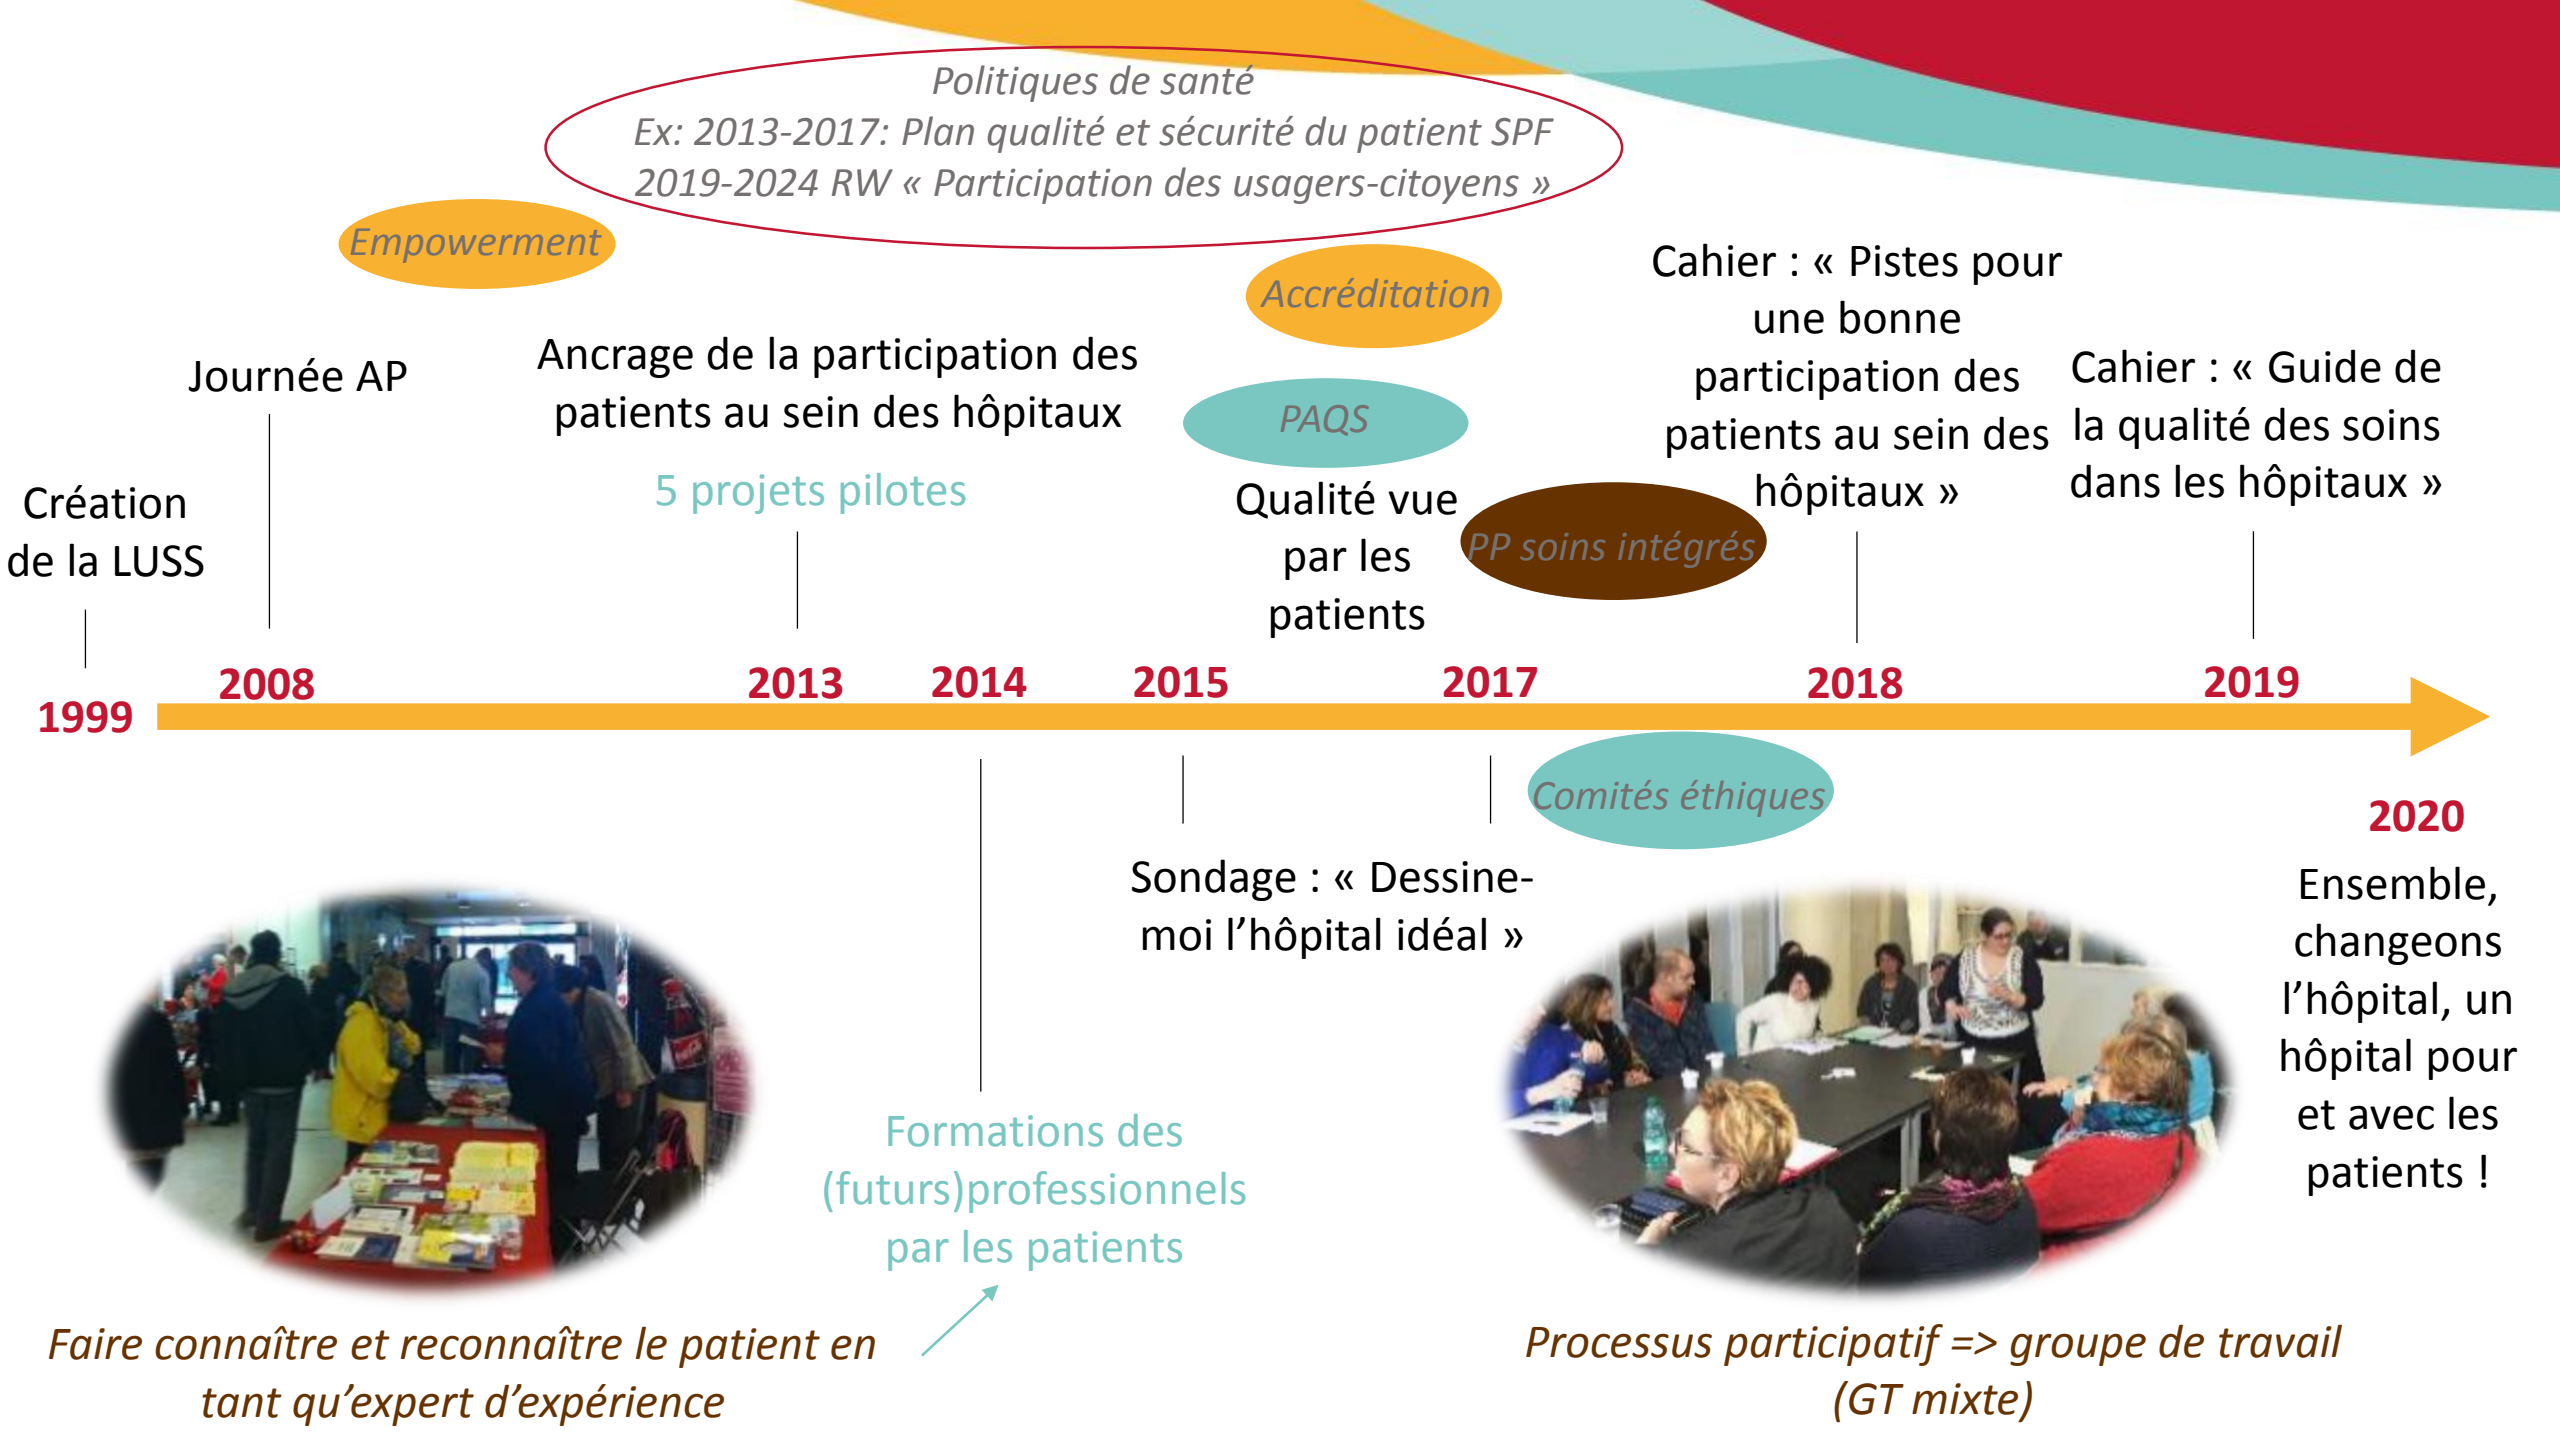 Politiques de santé
Ex: 2013-2017: Plan qualité et sécurité du patient SPF
2019-2024 RW « Participation des usagers-citoyens »
Empowerment
Accréditation
PAQS
PP soins intégrés
Création
de la LUSS
Journée AP
Ancrage de la participation des
patients au sein des hôpitaux
5 projets pilotes
Qualité vue
par les
patients
Cahier : « Pistes pour
une bonne
participation des
patients au sein des
hôpitaux »
Cahier : « Guide de
la qualité des soins
dans les hôpitaux »
1999
2008
2013
2014
2015
2017
2018
2019
Comités éthiques
2020
Ensemble,
changeons
l’hôpital, un
hôpital pour
et avec les
patients !
Sondage : « Dessine-
moi l’hôpital idéal »
Formations des
(futurs)professionnels
par les patients
Faire connaître et reconnaître le patient en
tant qu’expert d’expérience
Processus participatif => groupe de travail
(GT mixte)